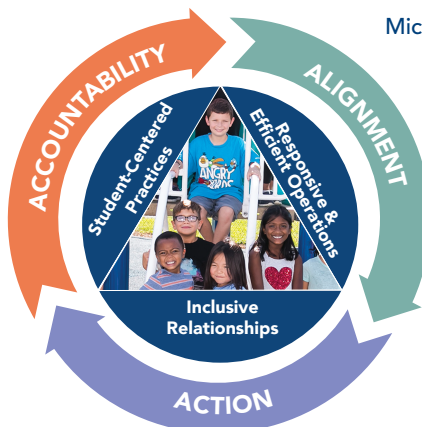 Mic
ACCOUNTABILITY
ALIGNMENT
Student-Centered
Practices
Responsive &
Efficient Operations
ANGRY
Inclusive
Relationships
ACTION